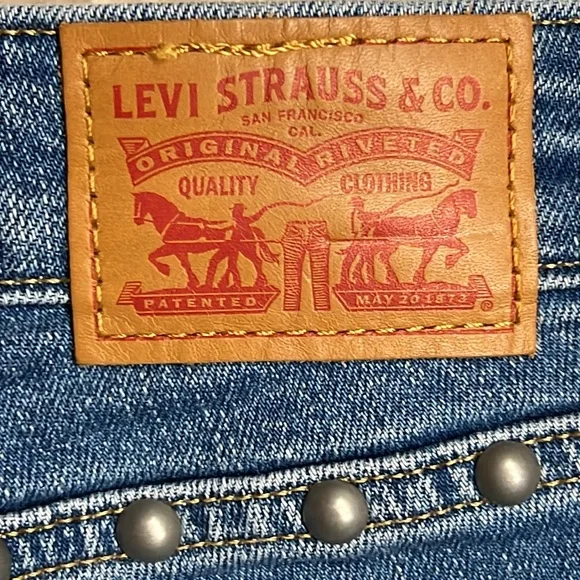 LEVI STRAUSS & CO.
SAN FRANCISCO
CAL.
ORIGINAL RIVETED
QUALITY CLOTHING
PATENTED MAY 20 1873
®